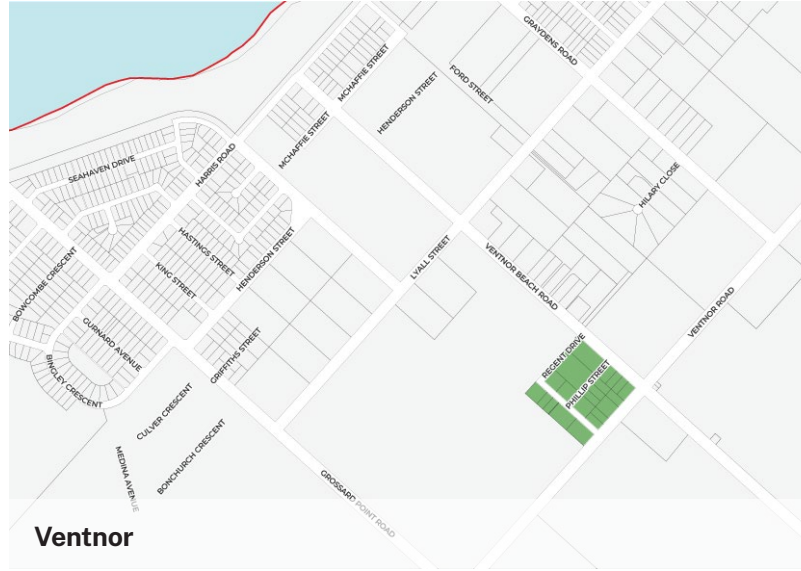 GRAYDENS ROAD
MCHAFFIE STREET
FORD STREET
HENDERSON STREET
MCHAFFIE STREET
HARRIS ROAD
SEAHAVEN DRIVE
HILARY CLOSE
HASTINGS STREET
HENDERSON STREET
LYALL STREET
VENTNOR BEACH ROAD
BOWCOMBE CRESCENT
KING STREET
VENTNOR ROAD
GURNARD AVENUE
GRIFFITHS STREET
REGENT DRIVE
PHILLIP STREET
BINGLEY CRESCENT
CULVER CRESCENT
BONCHURCH CRESCENT
MEDINA AVENUE
GROSSARD POINT ROAD
Ventnor